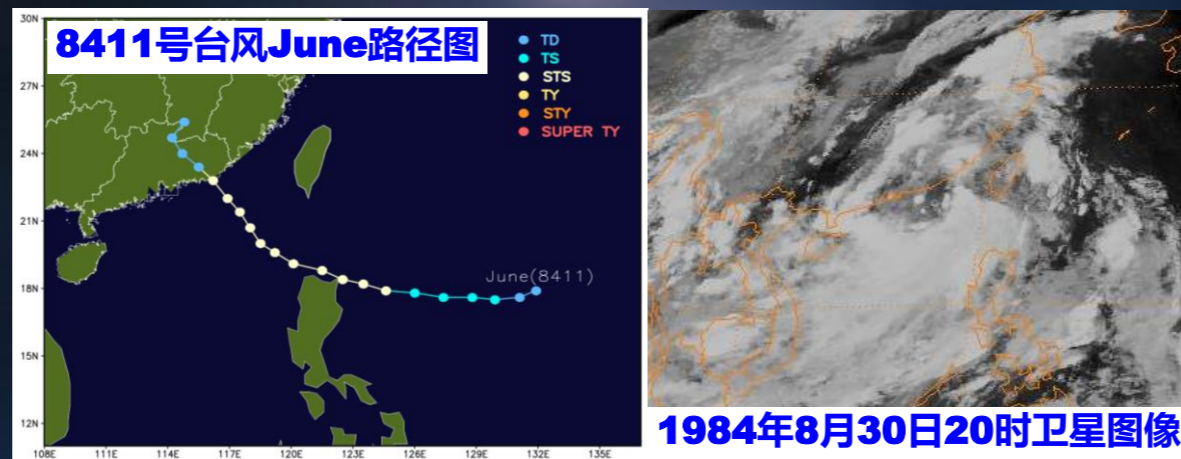 8411号台风June路径图
TD
TS
STS
TY
STY
SUPER TY
June(8411)
30N
27N
24N
21N
18N
15N
12N
108E 111E 114E 117E 120E 123E 126E 129E 132E 135E
1984年8月30日20时卫星图像